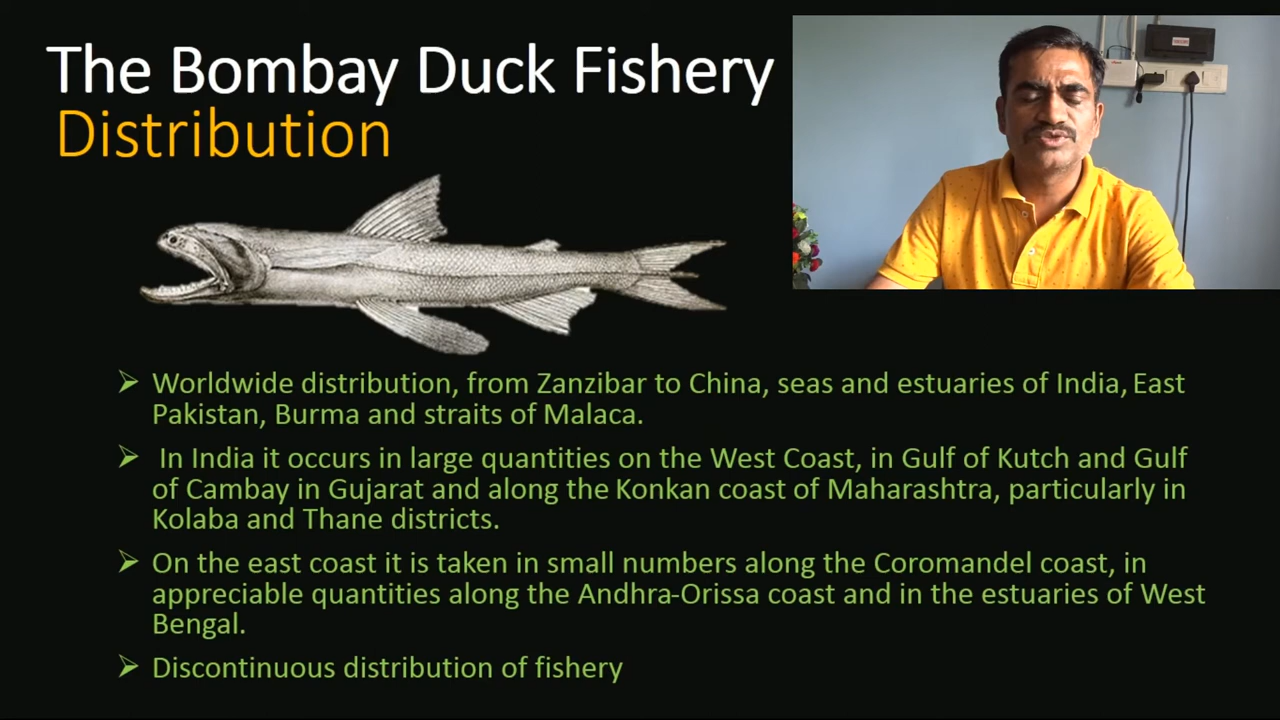 The Bombay Duck Fishery
Distribution
➢ Worldwide distribution, from Zanzibar to China, seas and estuaries of India, East
Pakistan, Burma and straits of Malaca.
➢ In India it occurs in large quantities on the West Coast, in Gulf of Kutch and Gulf
of Cambay in Gujarat and along the Konkan coast of Maharashtra, particularly in
Kolaba and Thane districts.
➢ On the east coast it is taken in small numbers along the Coromandel coast, in
appreciable quantities along the Andhra-Orissa coast and in the estuaries of West
Bengal.
➢ Discontinuous distribution of fishery